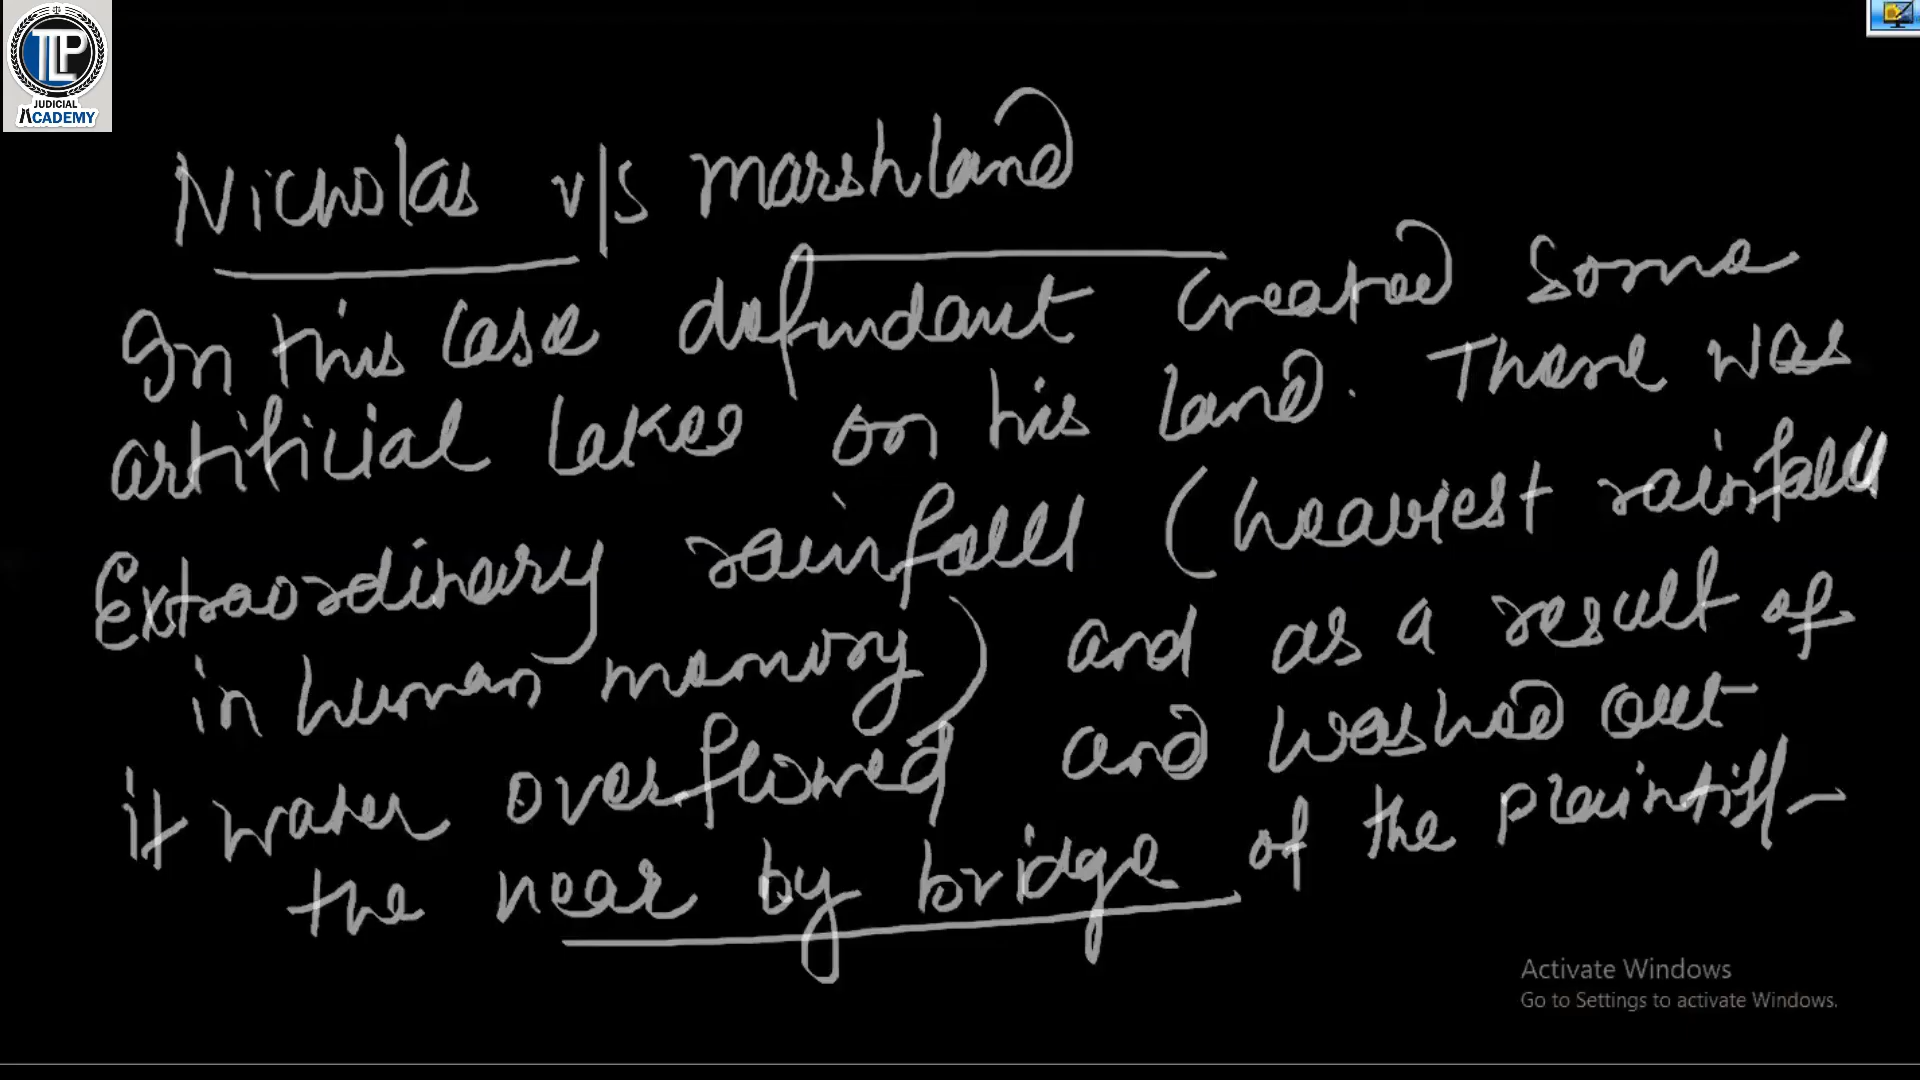 TLP
JUDICIAL
ACADEMY
Nicholas v/s marshland
In this case defendant created some
artificial lakes on his land. There was
Extraordinary rainfall (heaviest rainfall
in human memory) and as a result of
it water overflowed and washed out
the near by bridge of the plaintiff-
Activate Windows
Go to Settings to activate Windows.